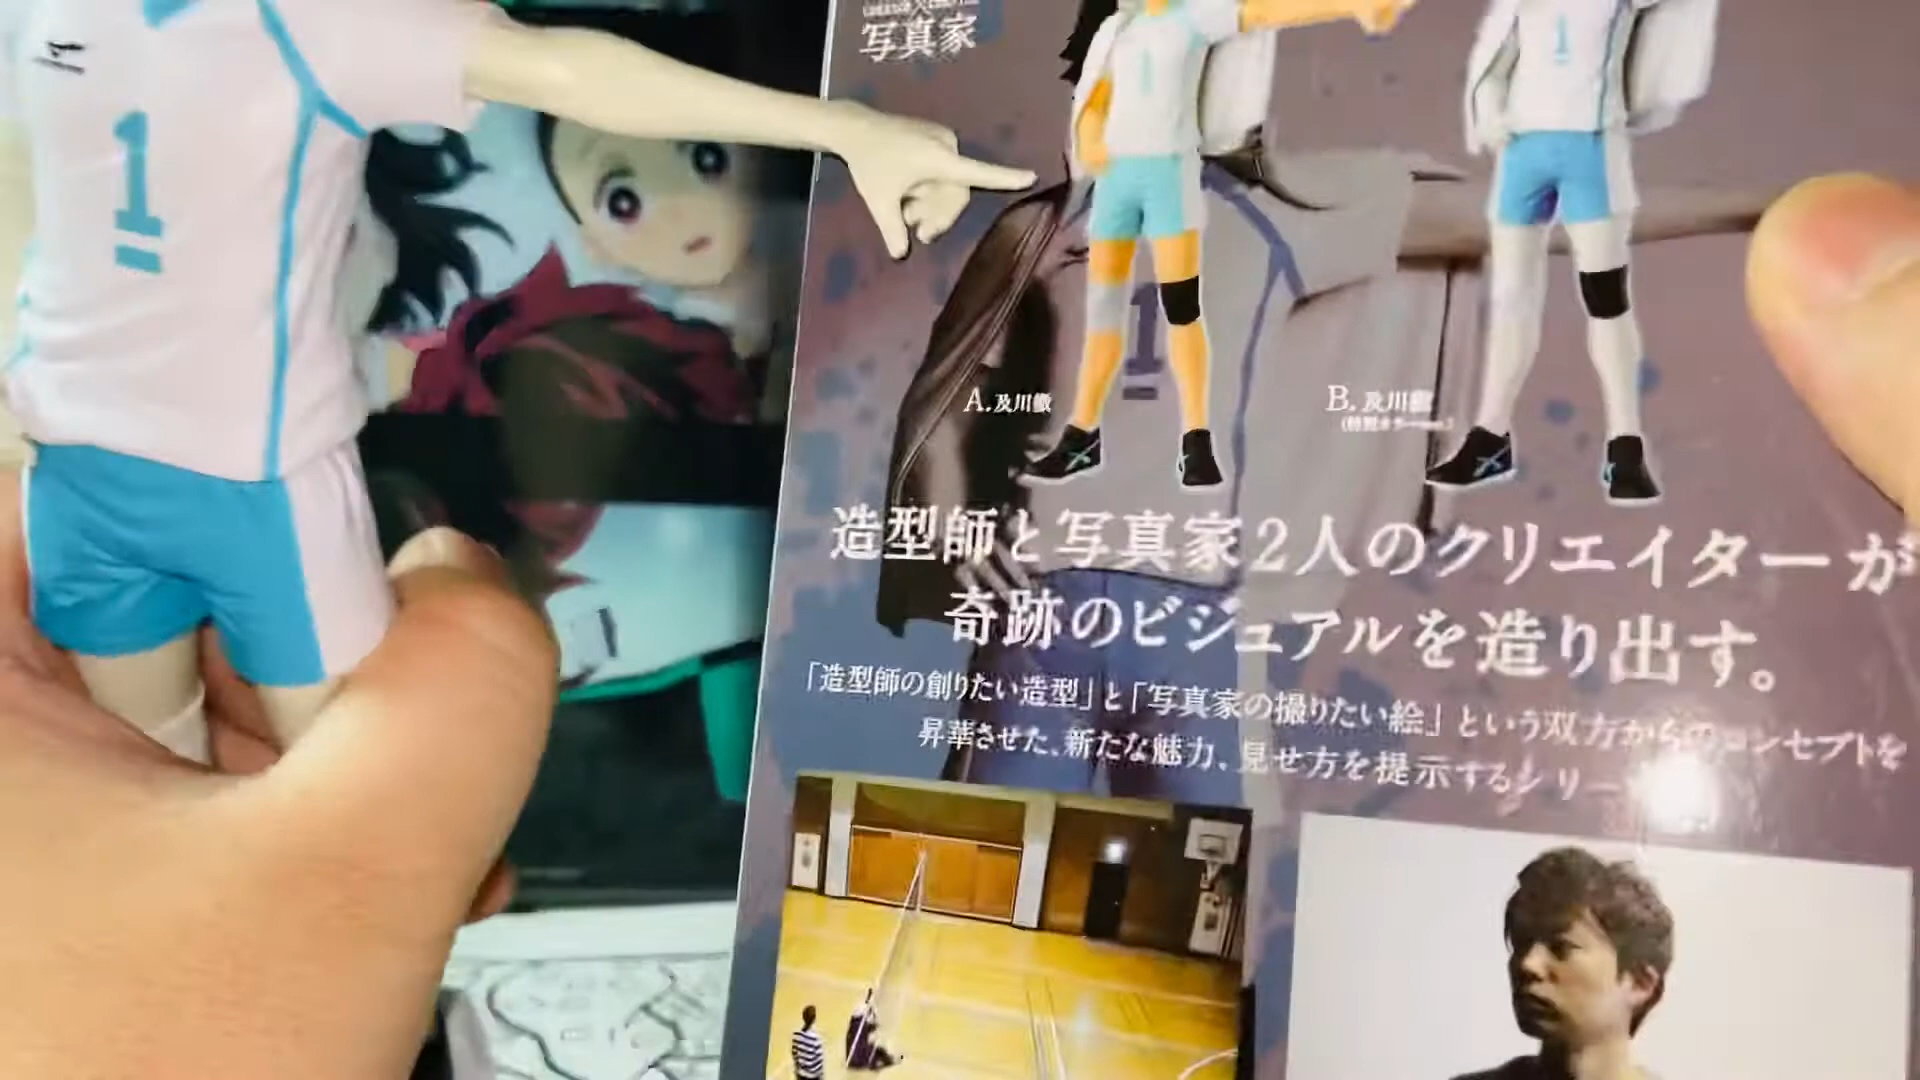 写真家
1
1
1
1
A.及川徹
B.及川徹
造型師と写真家2人のクリエイターが
奇跡のビジュアルを造り出す。
「造型師の創りたい造型」と「写真家の撮りたい絵」という双方からのコンセプトを
昇華させた、新たな魅力、見せ方を提示するシリー